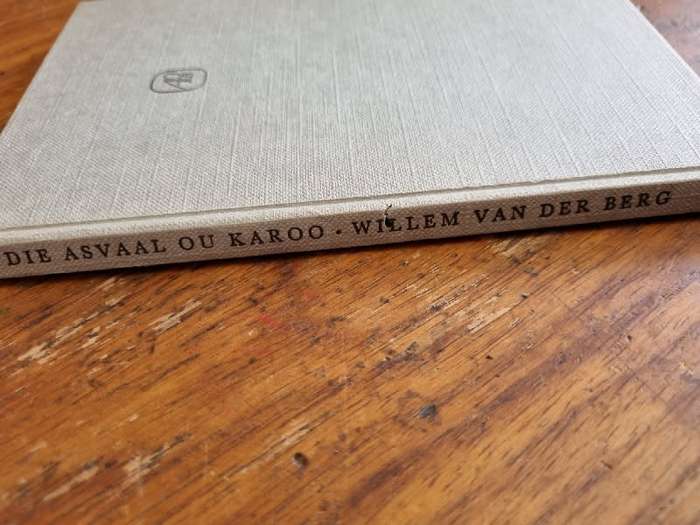 DIE ASVAAL OU KAROO · WILLEM VAN DER BERG